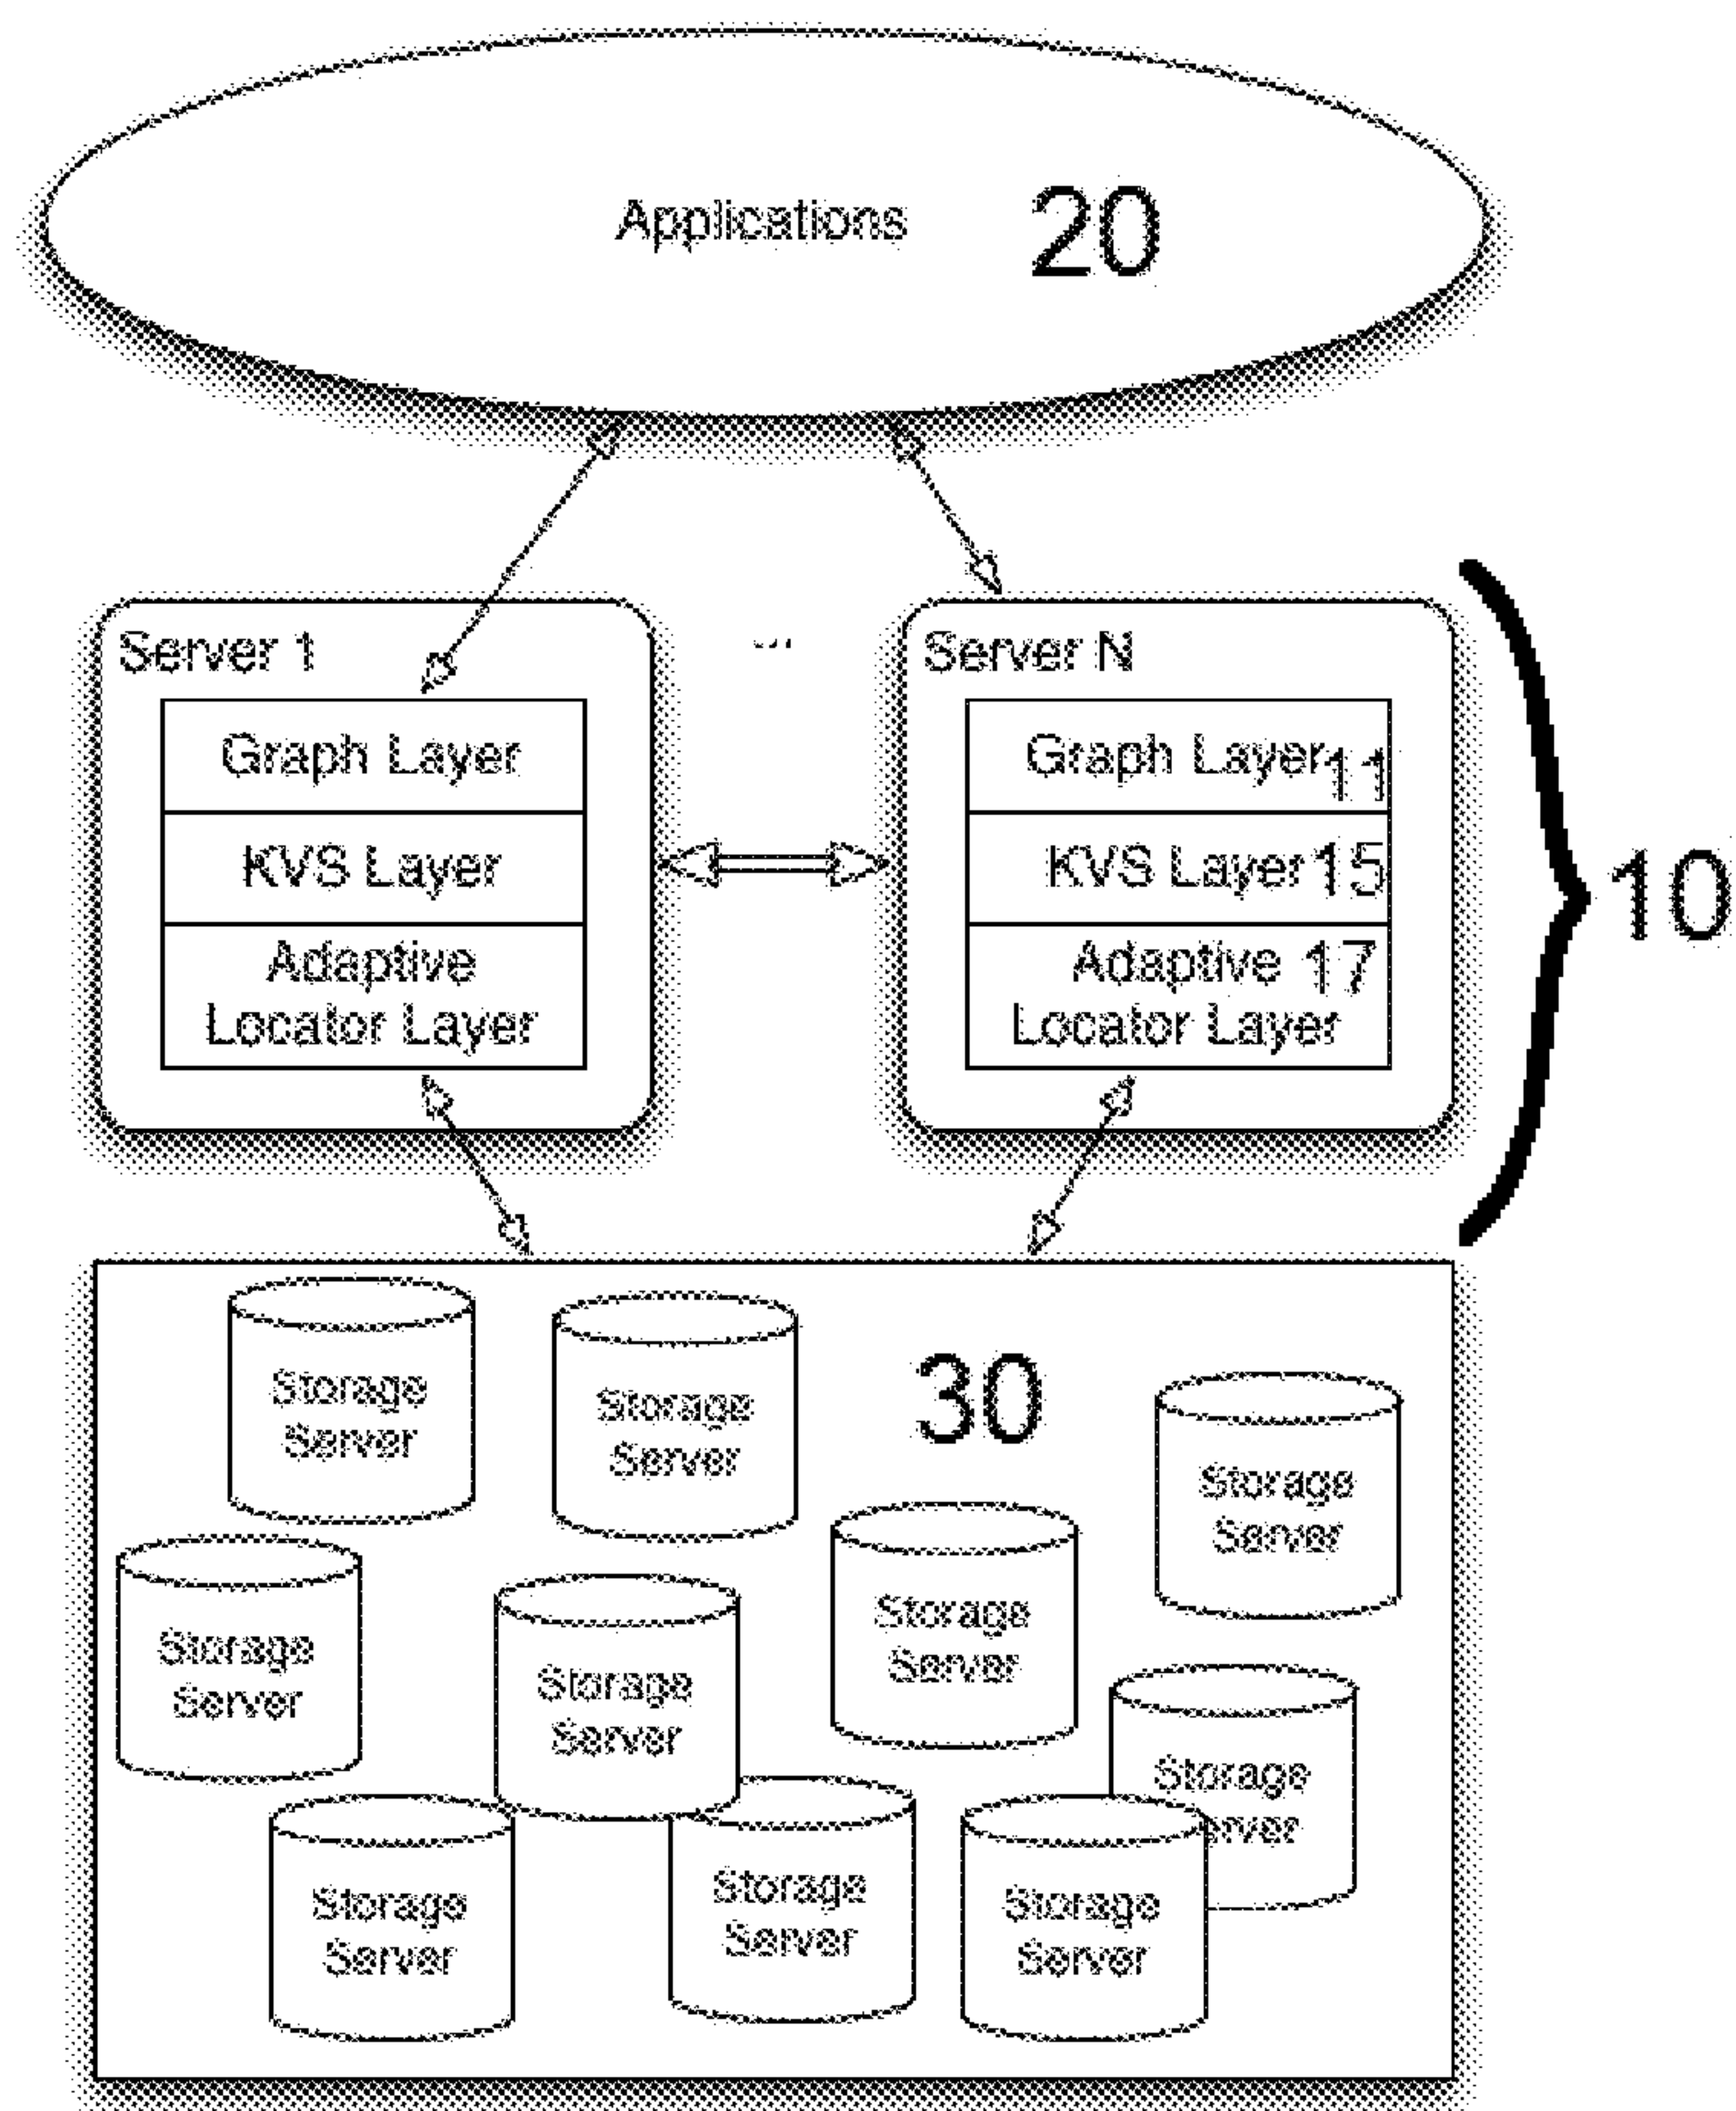 Applications 20
Server 1
...
Server N
Graph Layer
Graph Layer 11
KVS Layer
KVS Layer 15
10
Adaptive
Locator Layer
Adaptive 17
Locator Layer
30
Storage
Server
Storage
Server
Storage
Server
Storage
Server
Storage
Server
Storage
Server
Storage
rver
Storage
Server
Storage
Server
Storage
Server